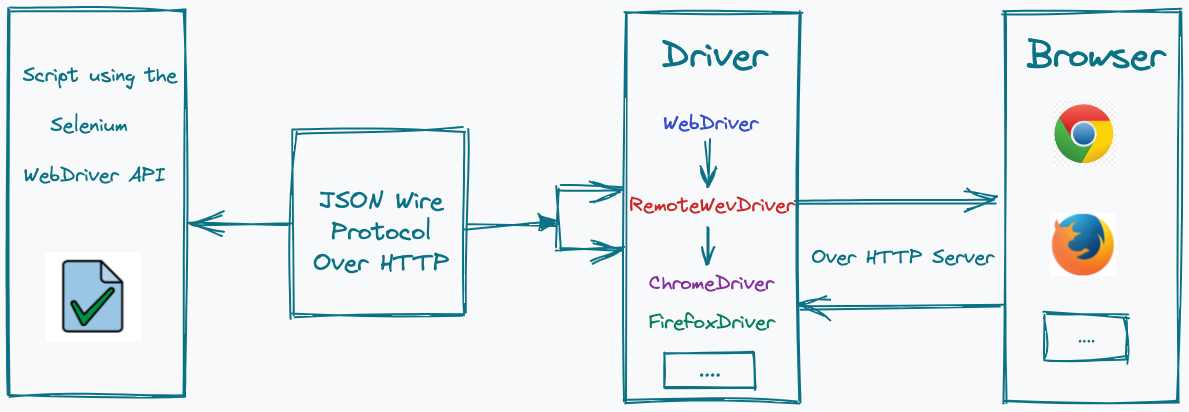 Script using the
Selenium
WebDriver API
JSON Wire
Protocol
Over HTTP
Driver
WebDriver
RemoteWevDriver
ChromeDriver
FirefoxDriver
....
Over HTTP Server
Browser
....